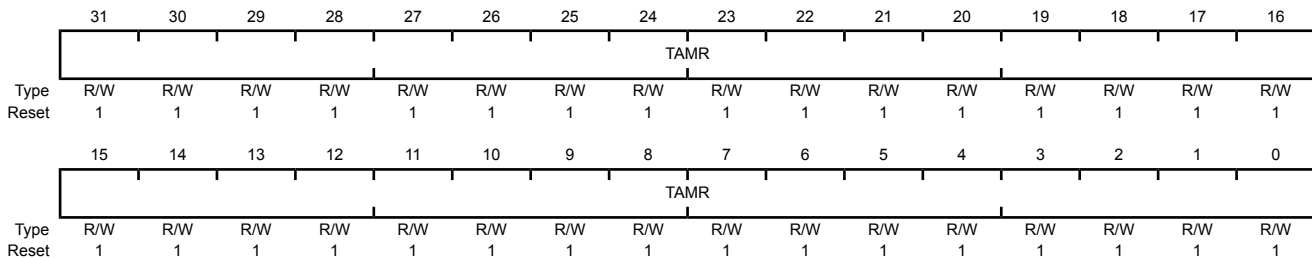 31 30 29 28 27 26 25 24 23 22 21 20 19 18 17 16
TAMR
Type R/W R/W R/W R/W R/W R/W R/W R/W R/W R/W R/W R/W R/W R/W R/W R/W
Reset 1 1 1 1 1 1 1 1 1 1 1 1 1 1 1 1
15 14 13 12 11 10 9 8 7 6 5 4 3 2 1 0
TAMR
Type R/W R/W R/W R/W R/W R/W R/W R/W R/W R/W R/W R/W R/W R/W R/W R/W
Reset 1 1 1 1 1 1 1 1 1 1 1 1 1 1 1 1